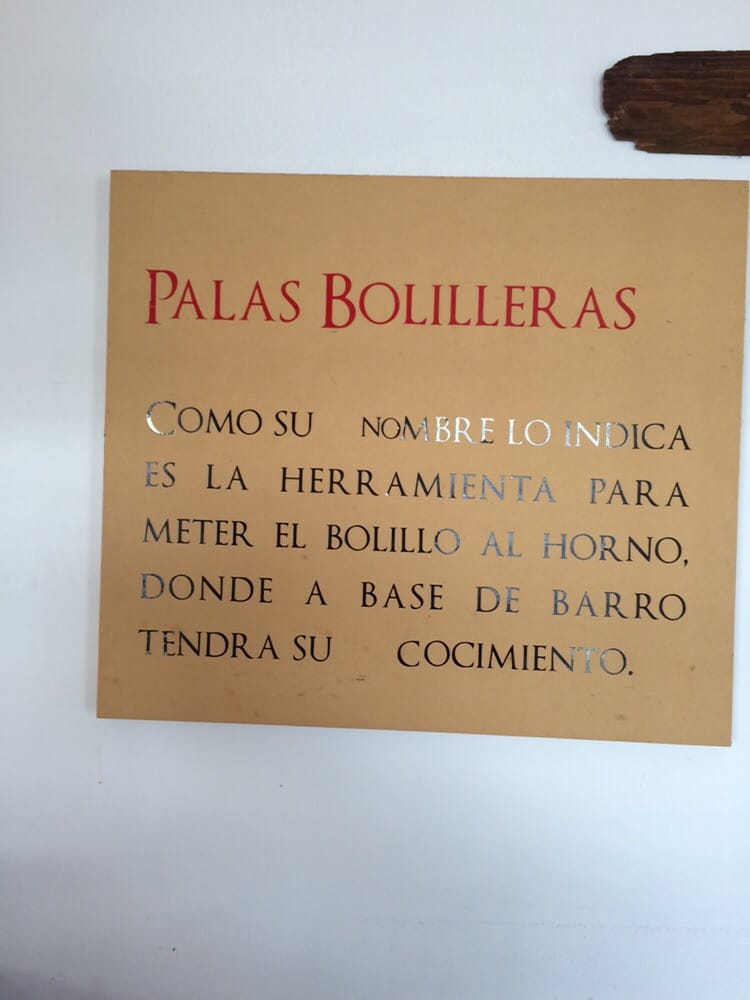 PALAS BOLILLERAS
COMO SU NOMBRE LO INDICA
ES LA HERRAMIENTA PARA
METER EL BOLILLO AL HORNO,
DONDE A BASE DE BARRO
TENDRA SU COCIMIENTO.